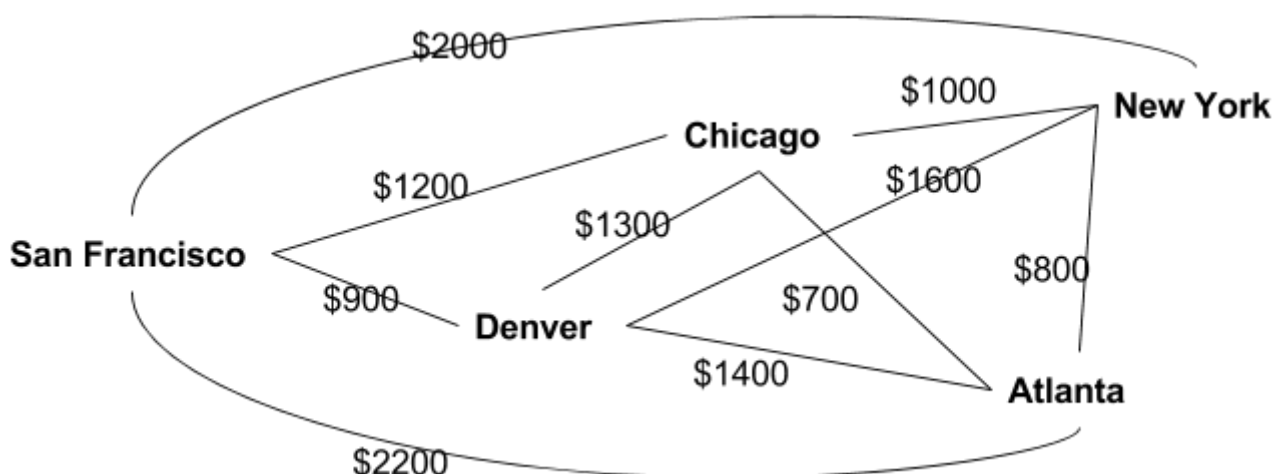 $2000
$1000
New York
Chicago
$1200
$1600
$1300
San Francisco
$800
$900
$700
Denver
$1400
Atlanta
$2200